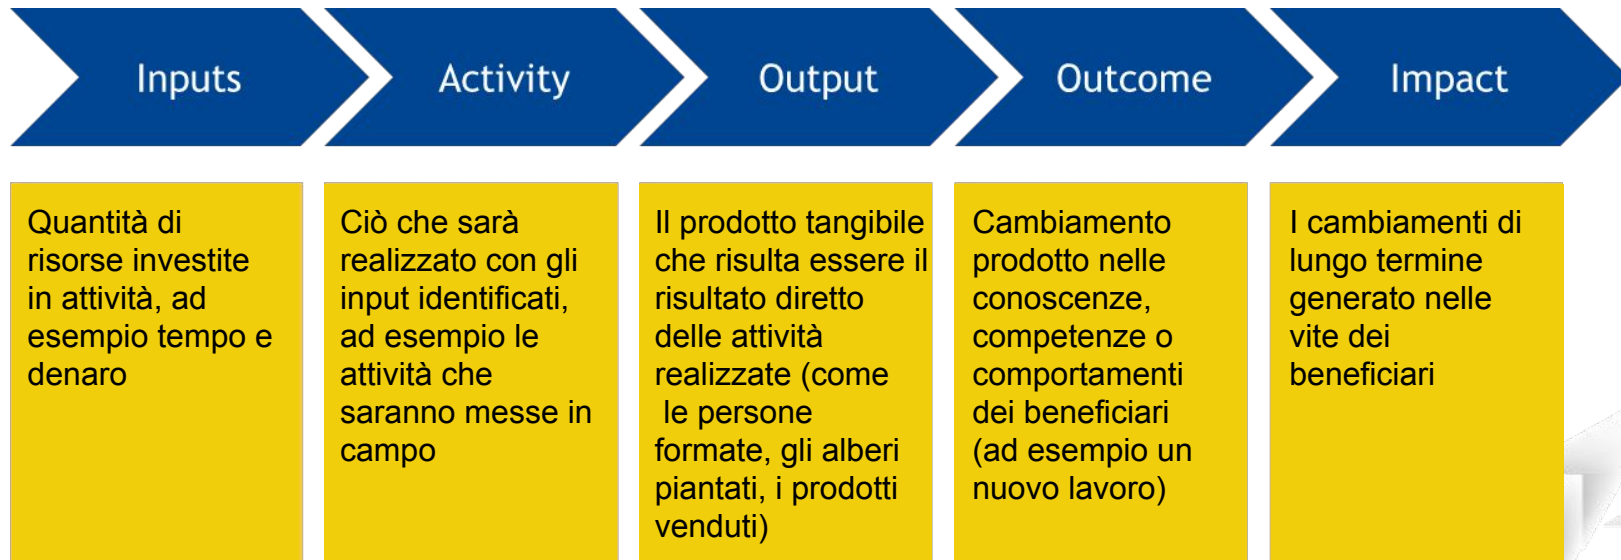 Inputs
Activity
Output
Outcome
Impact
Quantità di
risorse investite
in attività, ad
esempio tempo e
denaro
Ciò che sarà
realizzato con gli
input identificati,
ad esempio le
attività che
saranno messe in
campo
Il prodotto tangibile
che risulta essere il
risultato diretto
delle attività
realizzate (come
le persone
formate, gli alberi
piantati, i prodotti
venduti)
Cambiamento
prodotto nelle
conoscenze,
competenze o
comportamenti
dei beneficiari
(ad esempio un
nuovo lavoro)
I cambiamenti di
lungo termine
generato nelle
vite dei
beneficiari